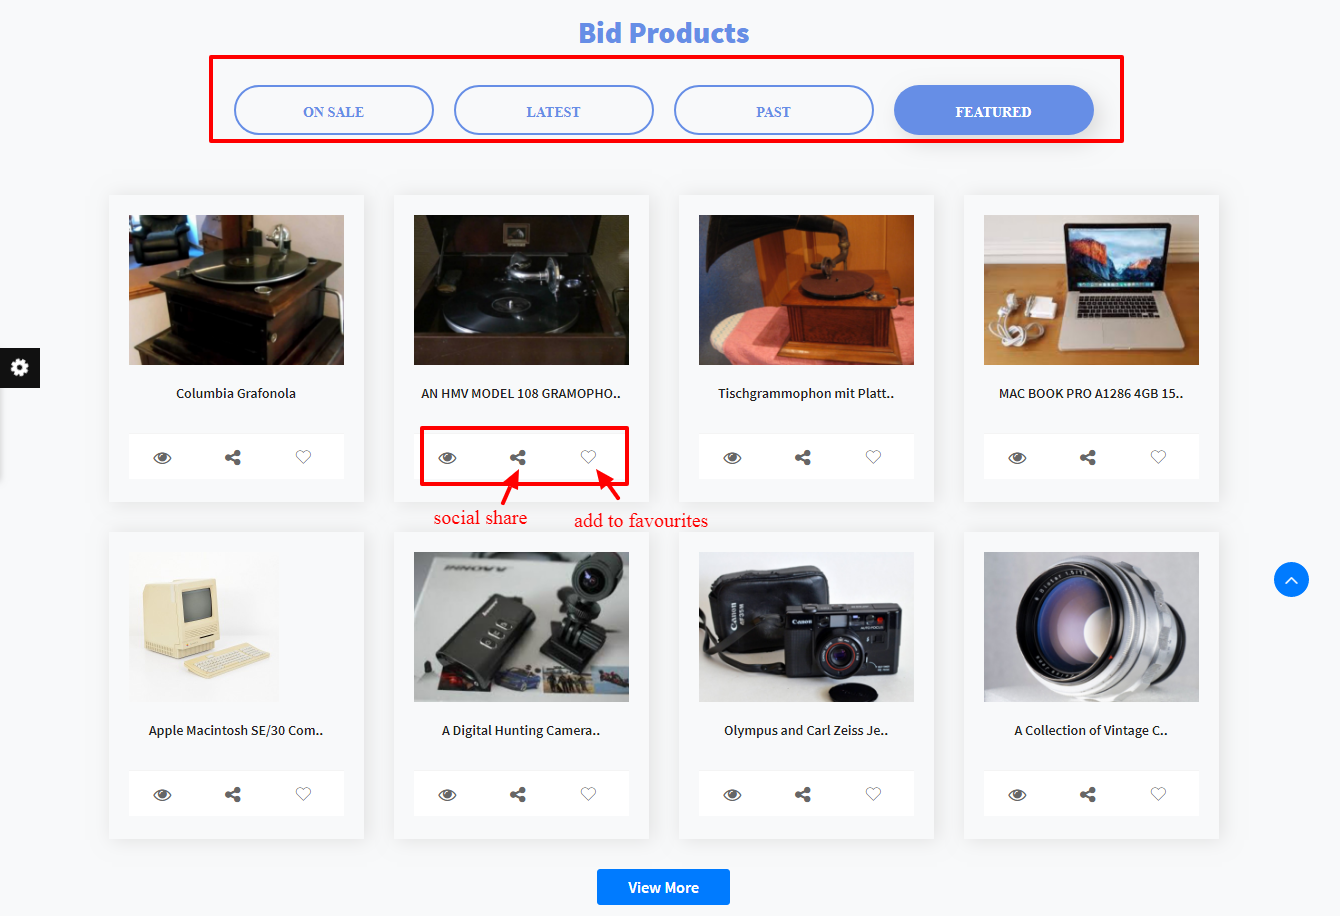 Bid Products
ON SALE
LATEST
PAST
FEATURED
Columbia Grafonola
AN HMV MODEL 108 GRAMOPHO..
Tischgrammophon mit Platt..
MAC BOOK PRO A1286 4GB 15..
social share
add to favourites
Canon
Canon
Apple Macintosh SE/30 Com..
A Digital Hunting Camera..
Olympus and Carl Zeiss Je..
A Collection of Vintage C..
View More